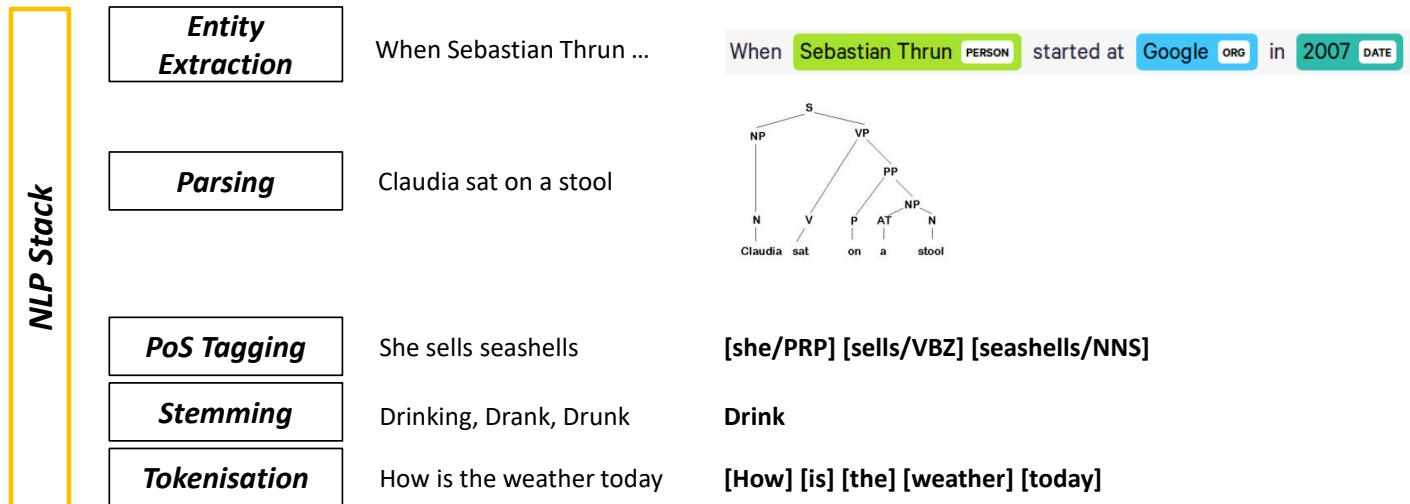 NLP Stack
Entity
Extraction
When Sebastian Thrun ...
When Sebastian Thrun PERSON started at Google ORG in 2007 DATE
Parsing
Claudia sat on a stool
S
NP VP
PP
NP
N V P AT N
Claudia sat on a stool
PoS Tagging
She sells seashells
[she/PRP] [sells/VBZ] [seashells/NNS]
Stemming
Drinking, Drank, Drunk
Drink
Tokenisation
How is the weather today
[How] [is] [the] [weather] [today]